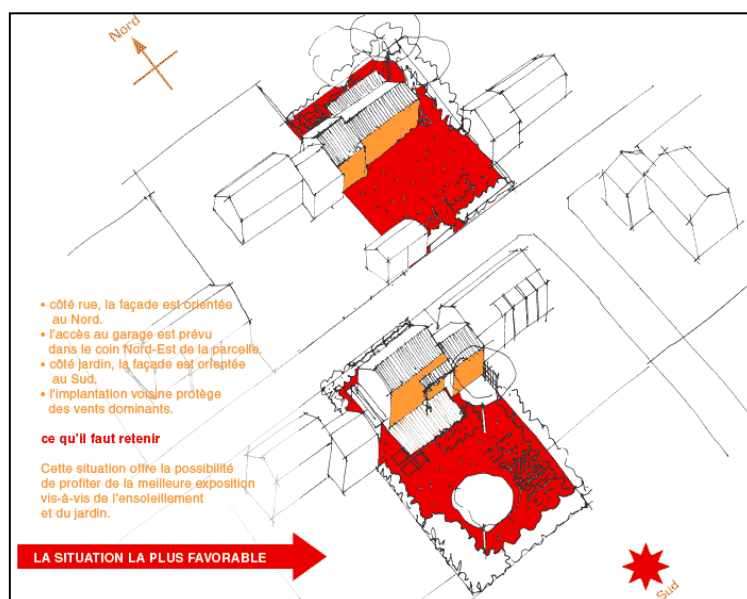 Nord
• côté rue, la façade est orientée
au Nord.
• l'accès au garage est prévu
dans le coin Nord-Est de la parcelle.
• côté jardin, la façade est orientée
au Sud.
• l'implantation voisine protège
des vents dominants.
ce qu'il faut retenir
Cette situation offre la possibilité
de profiter de la meilleure exposition
vis-à-vis de l'ensoleillement
et du jardin.
LA SITUATION LA PLUS FAVORABLE
Sud